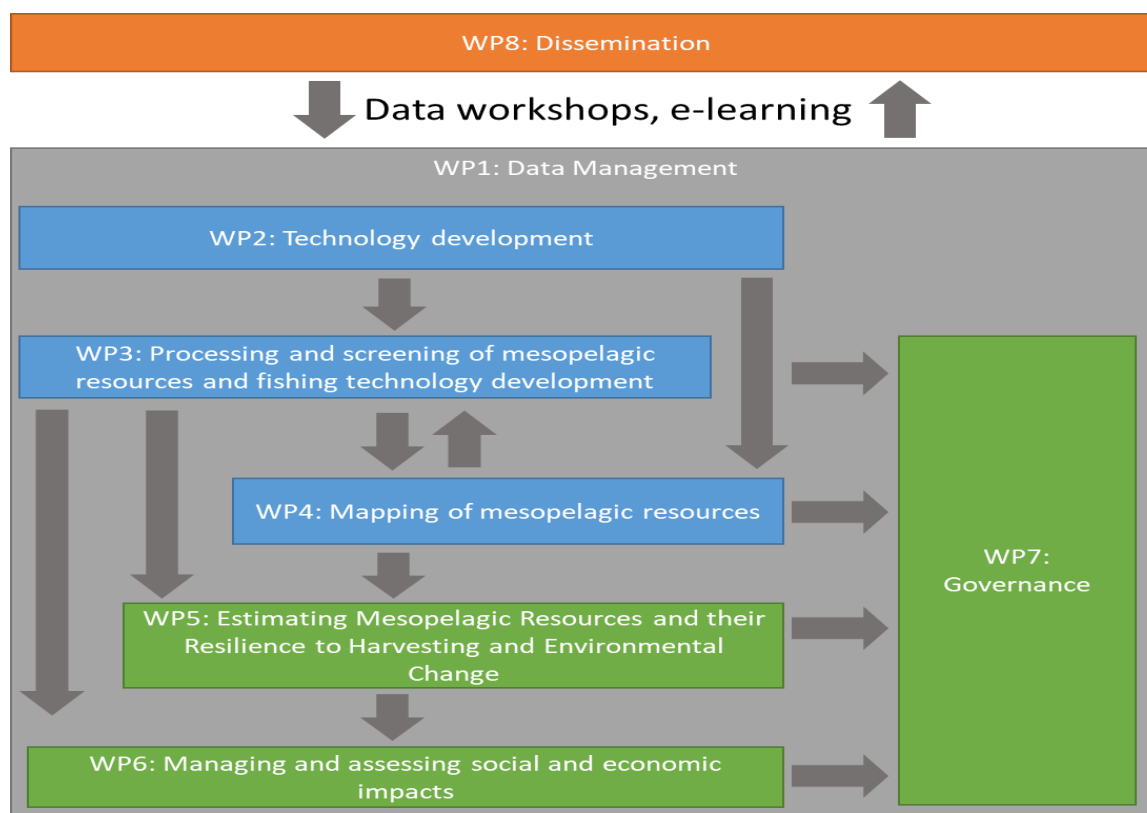 WP8: Dissemination
Data workshops, e-learning
WP1: Data Management
WP2: Technology development
WP3: Processing and screening of mesopelagic
resources and fishing technology development
WP4: Mapping of mesopelagic resources
WP5: Estimating Mesopelagic Resources and their
Resilience to Harvesting and Environmental
Change
WP6: Managing and assessing social and economic
impacts
WP7:
Governance